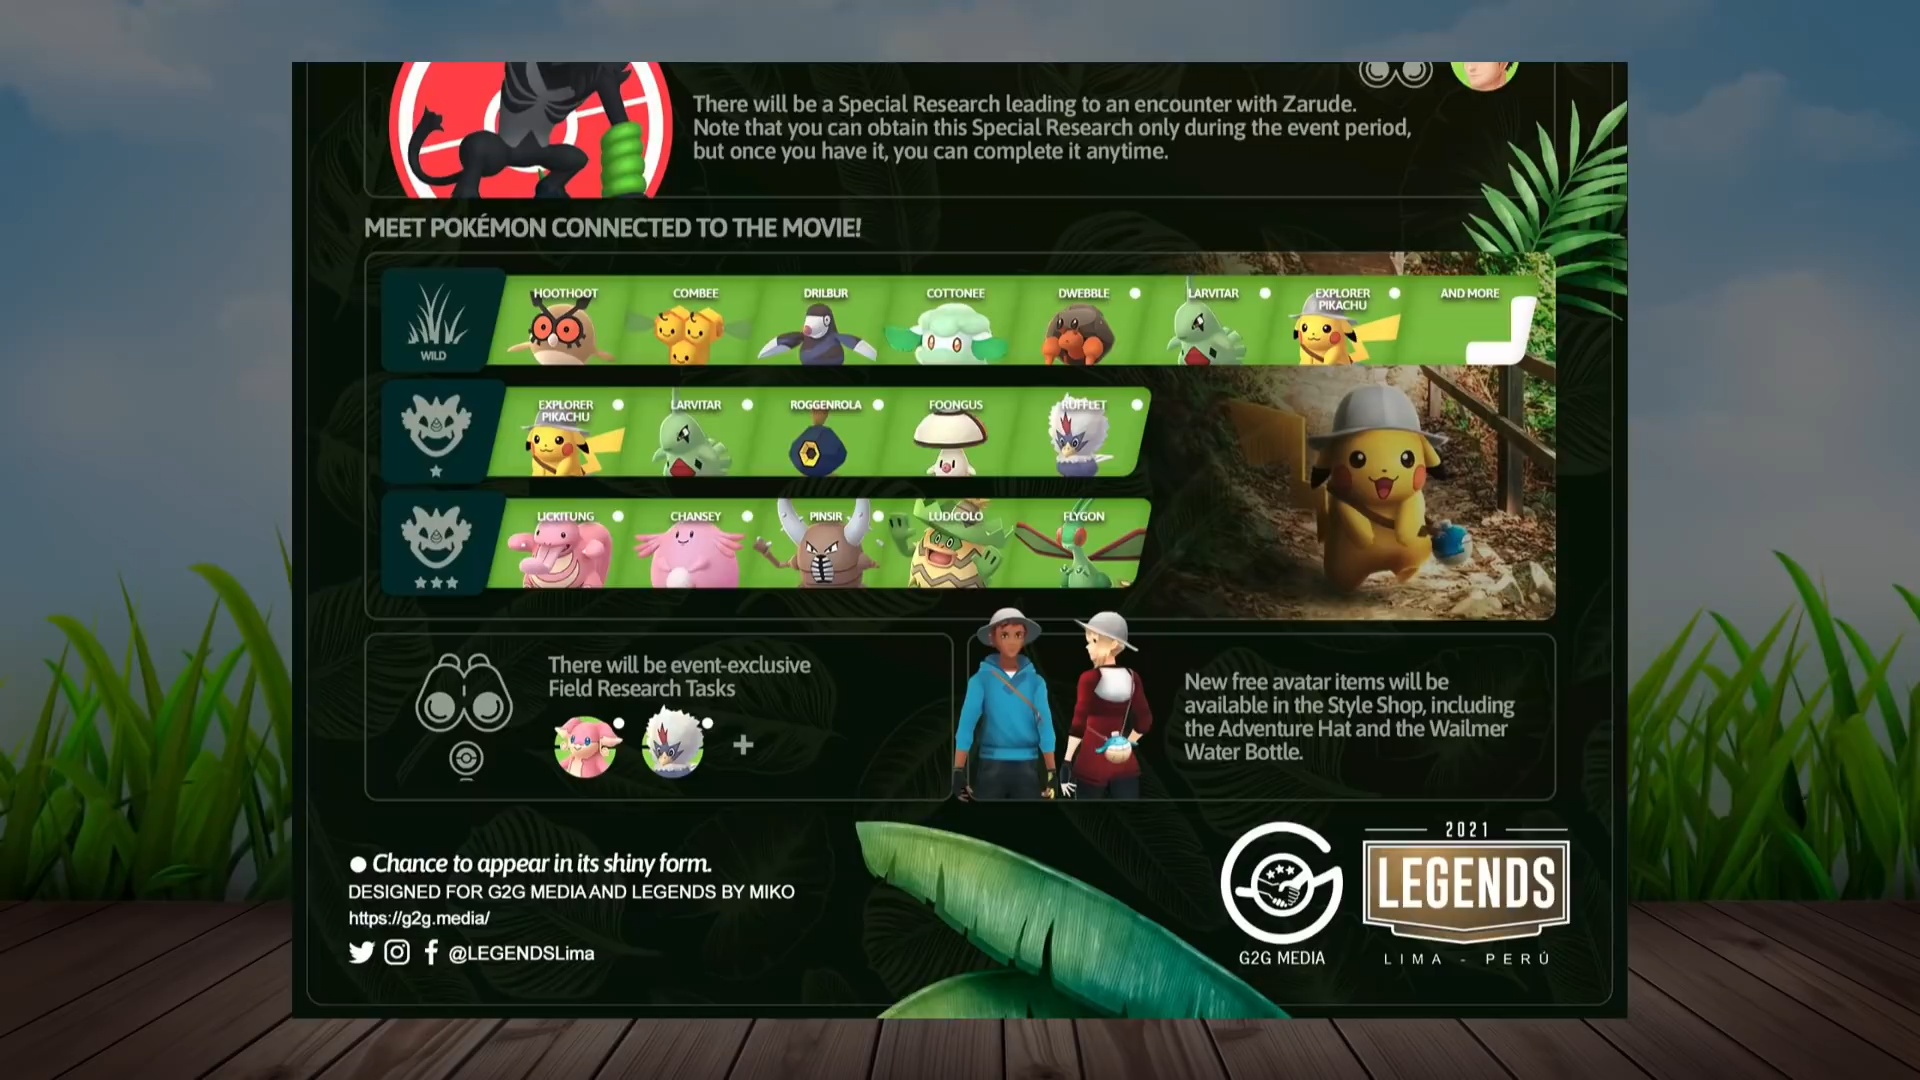 There will be a Special Research leading to an encounter with Zarude.
Note that you can obtain this Special Research only during the event period,
but once you have it, you can complete it anytime.
MEET POKÉMON CONNECTED TO THE MOVIE!
WILD
HOOTHOOT
COMBEE
DRILBUR
COTTONEE
DWEBBLE
LARVITAR
EXPLORER
PIKACHU
AND MORE
EXPLORER
PIKACHU
LARVITAR
ROGGENROLA
FOONGUS
RUFFLET
LICKITUNG
CHANSEY
PINSIR
LUDICOLO
FLYGON
There will be event-exclusive
Field Research Tasks
+
New free avatar items will be
available in the Style Shop, including
the Adventure Hat and the Wailmer
Water Bottle.
Chance to appear in its shiny form.
DESIGNED FOR G2G MEDIA AND LEGENDS BY MIKO
https://g2g.media/
@LEGENDSLima
G2G MEDIA
2021
LEGENDS
LIMA - PERÚ